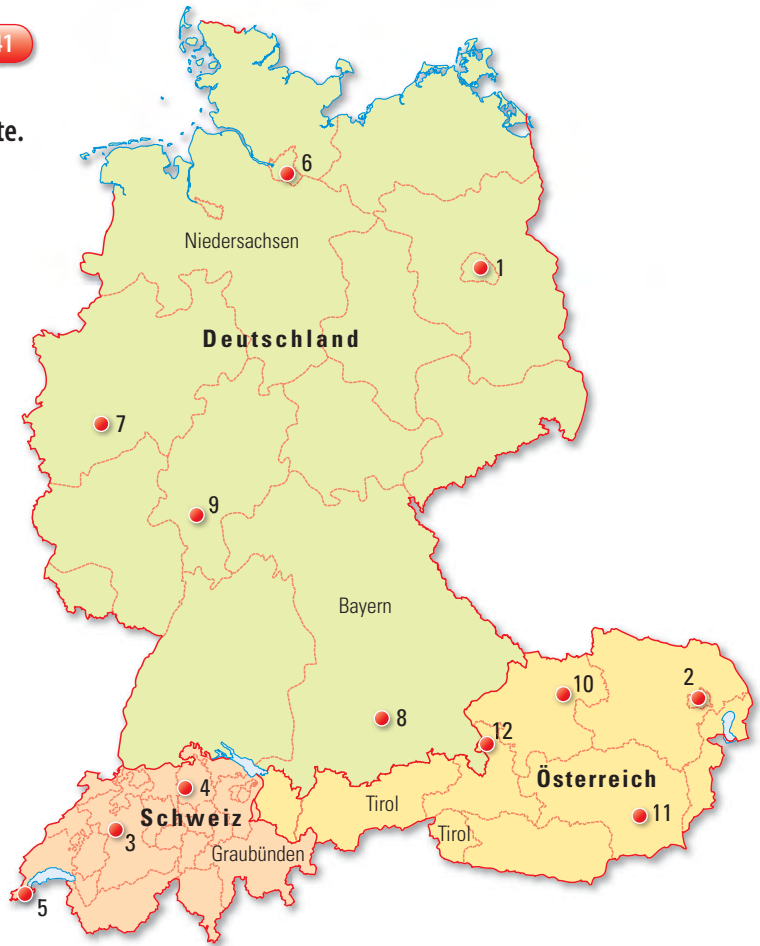 41
te.
6
Niedersachsen
1
Deutschland
7
9
Bayern
8
10
2
12
Österreich
4
Tirol
Schweiz
11
3
Tirol
Graubünden
5